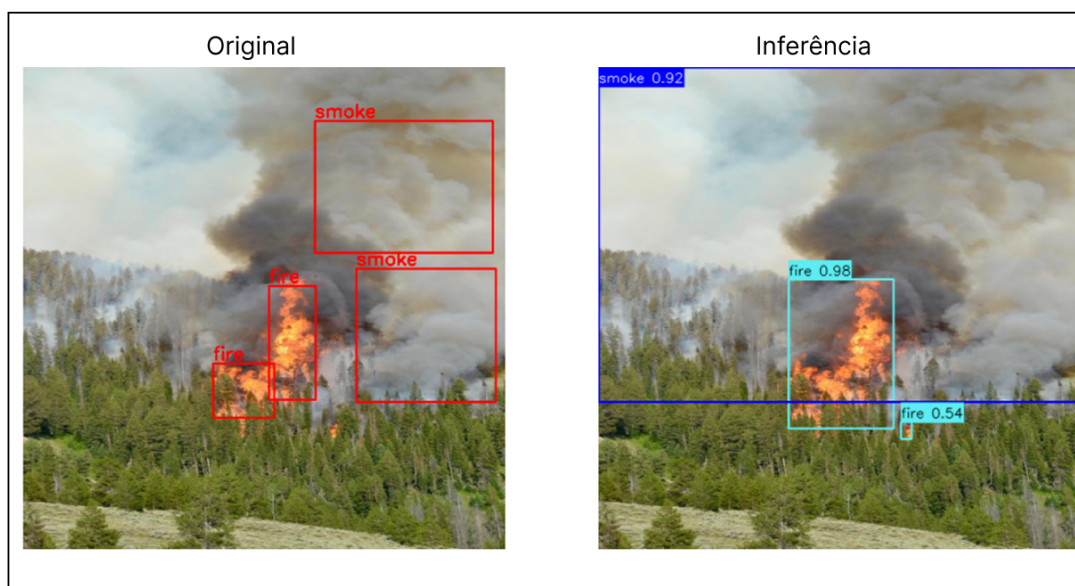 Original
smoke
smoke
fire
fire
Inferência
smoke 0.92
fire 0.98
fire 0.54